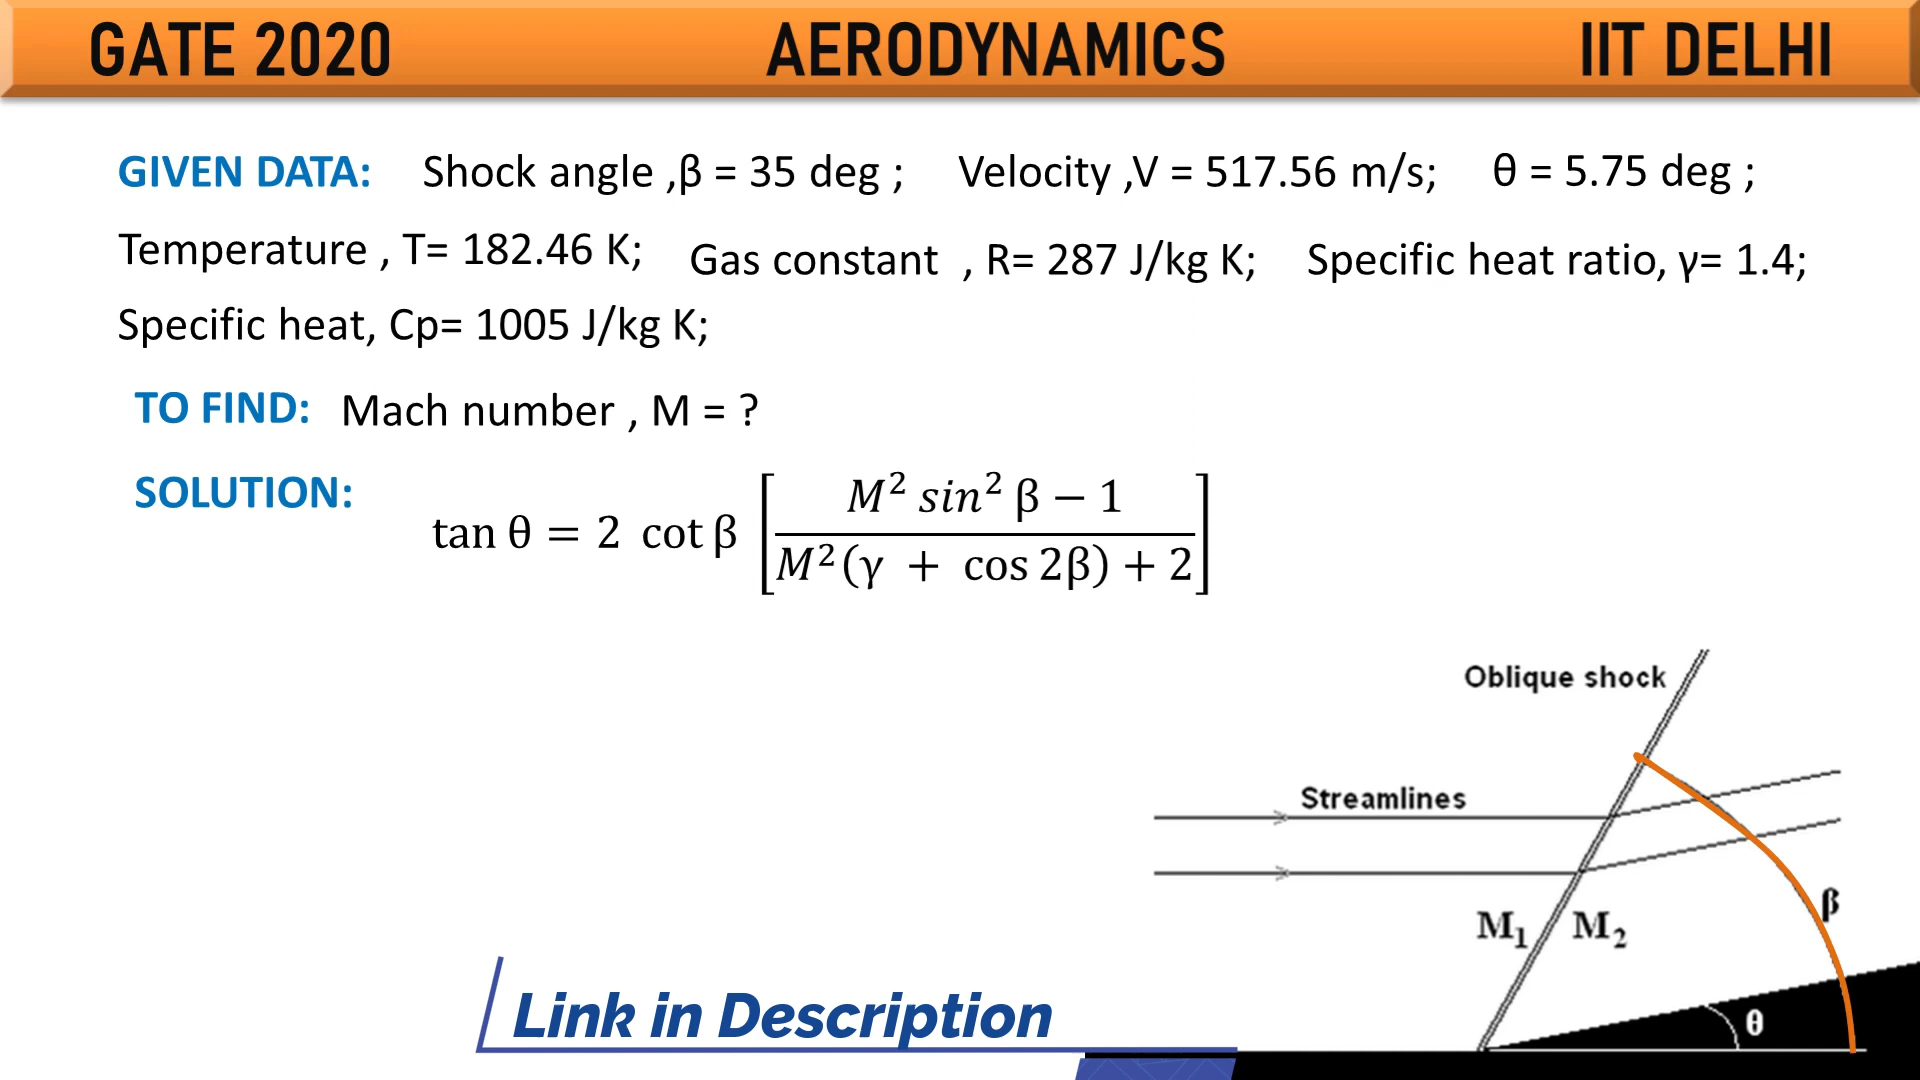 GATE 2020 AERODYNAMICS IIT DELHI
GIVEN DATA: Shock angle ,β = 35 deg ; Velocity ,V = 517.56 m/s; θ = 5.75 deg ;
Temperature , T= 182.46 K; Gas constant , R= 287 J/kg K; Specific heat ratio, γ= 1.4;
Specific heat, Cp= 1005 J/kg K;
TO FIND: Mach number , M = ?
SOLUTION:
tan θ = 2 cot β [ (M² sin² β − 1) / (M²(γ + cos 2β) + 2) ]
Oblique shock
Streamlines
β
M₁ M₂
θ
Link in Description